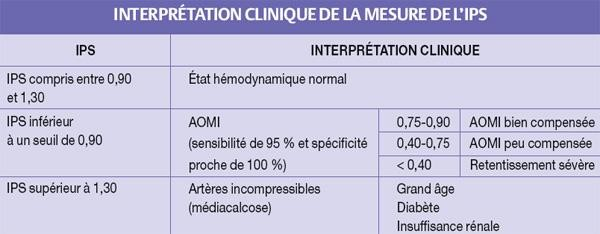 INTERPRÉTATION CLINIQUE DE LA MESURE DE L'IPS
IPS
INTERPRÉTATION CLINIQUE
IPS compris entre 0,90
et 1,30
État hémodynamique normal
IPS inférieur
à un seuil de 0,90
AOMI
(sensibilité de 95 % et spécificité
proche de 100 %)
0,75-0,90 AOMI bien compensée
0,40-0,75 AOMI peu compensée
< 0,40 Retentissement sévère
IPS supérieur à 1,30
Artères incompressibles
(médiacalcose)
Grand âge
Diabète
Insuffisance rénale